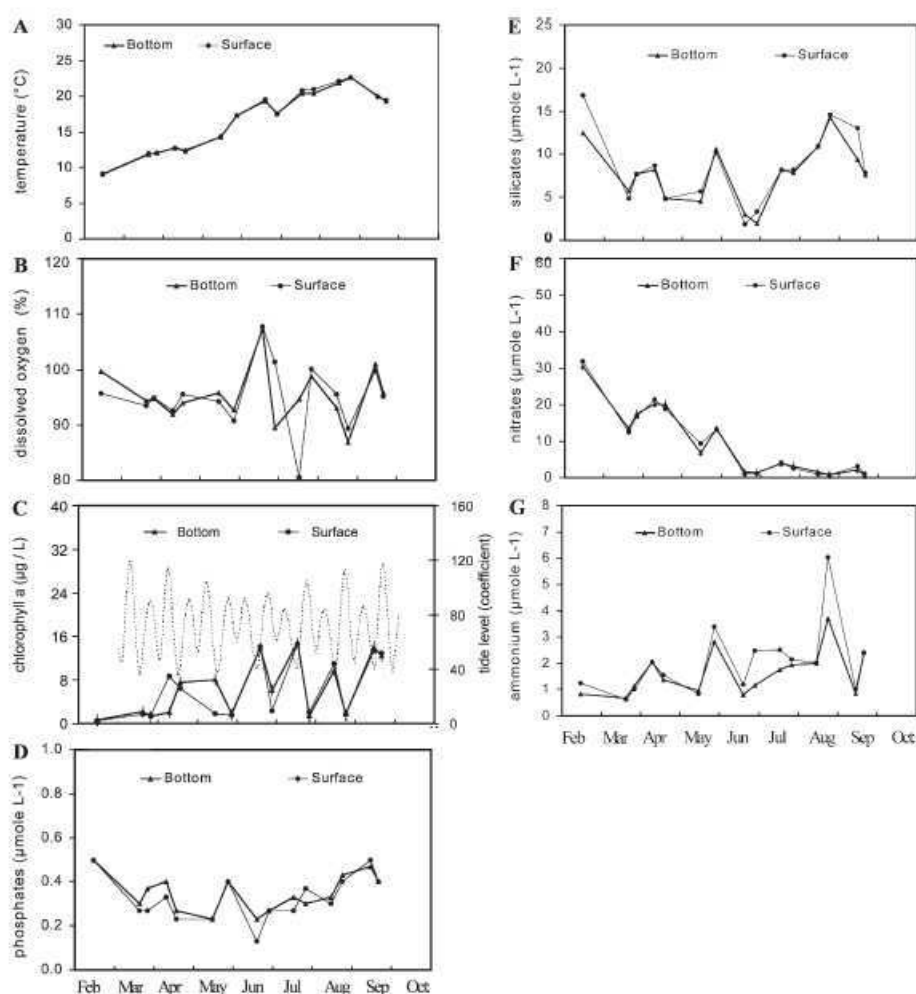 A
30
25
20
15
10
5
0
temperature (°C)
Bottom
Surface
B
120
110
100
90
80
dissolved oxygen (%)
Bottom
Surface
C
40
32
24
16
8
0
chlorophyll a (µg / L)
160
120
80
40
0
tide level (coefficient)
Bottom
Surface
D
1.0
0.8
0.6
0.4
0.2
0.0
phosphates (µmole L-1)
Bottom
Surface
Feb Mar Apr May Jun Jul Aug Sep Oct
E
25
20
15
10
5
0
silicates (µmole L-1)
Bottom
Surface
F
60
50
40
30
20
10
0
nitrates (µmole L-1)
Bottom
Surface
G
8
7
6
5
4
3
2
1
0
ammonium (µmole L-1)
Bottom
Surface
Feb Mar Apr May Jun Jul Aug Sep Oct